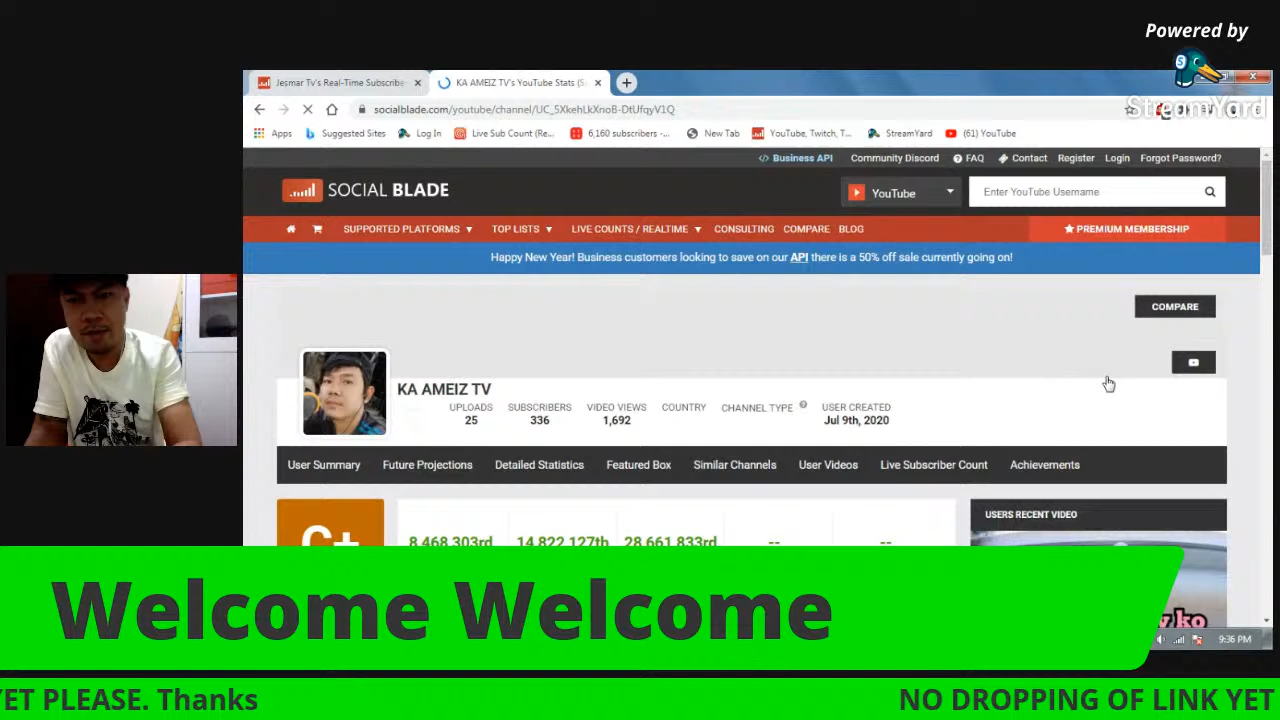 Powered by
StreamYard
Jesmar Tv's Real-Time Subscribe
KA AMEIZ TV's YouTube Stats (S
socialblade.com/youtube/channel/UC_5XkehLkXnoB-DtUfqyV1Q
Apps Suggested Sites Log In Live Sub Count (Re... 6,160 subscribers -... New Tab YouTube, Twitch, T... StreamYard (61) YouTube
Business API Community Discord FAQ Contact Register Login Forgot Password?
SOCIAL BLADE YouTube Enter YouTube Username
SUPPORTED PLATFORMS TOP LISTS LIVE COUNTS / REALTIME CONSULTING COMPARE BLOG PREMIUM MEMBERSHIP
Happy New Year! Business customers looking to save on our API there is a 50% off sale currently going on!
COMPARE
KA AMEIZ TV
UPLOADS SUBSCRIBERS VIDEO VIEWS COUNTRY CHANNEL TYPE USER CREATED
25 336 1,692 Jul 9th, 2020
User Summary Future Projections Detailed Statistics Featured Box Similar Channels User Videos Live Subscriber Count Achievements
C+
8,468,303rd 14,822,127th 28,661,833rd -- --
USERS RECENT VIDEO
ko
Welcome Welcome
9:36 PM
YET PLEASE. Thanks NO DROPPING OF LINK YET